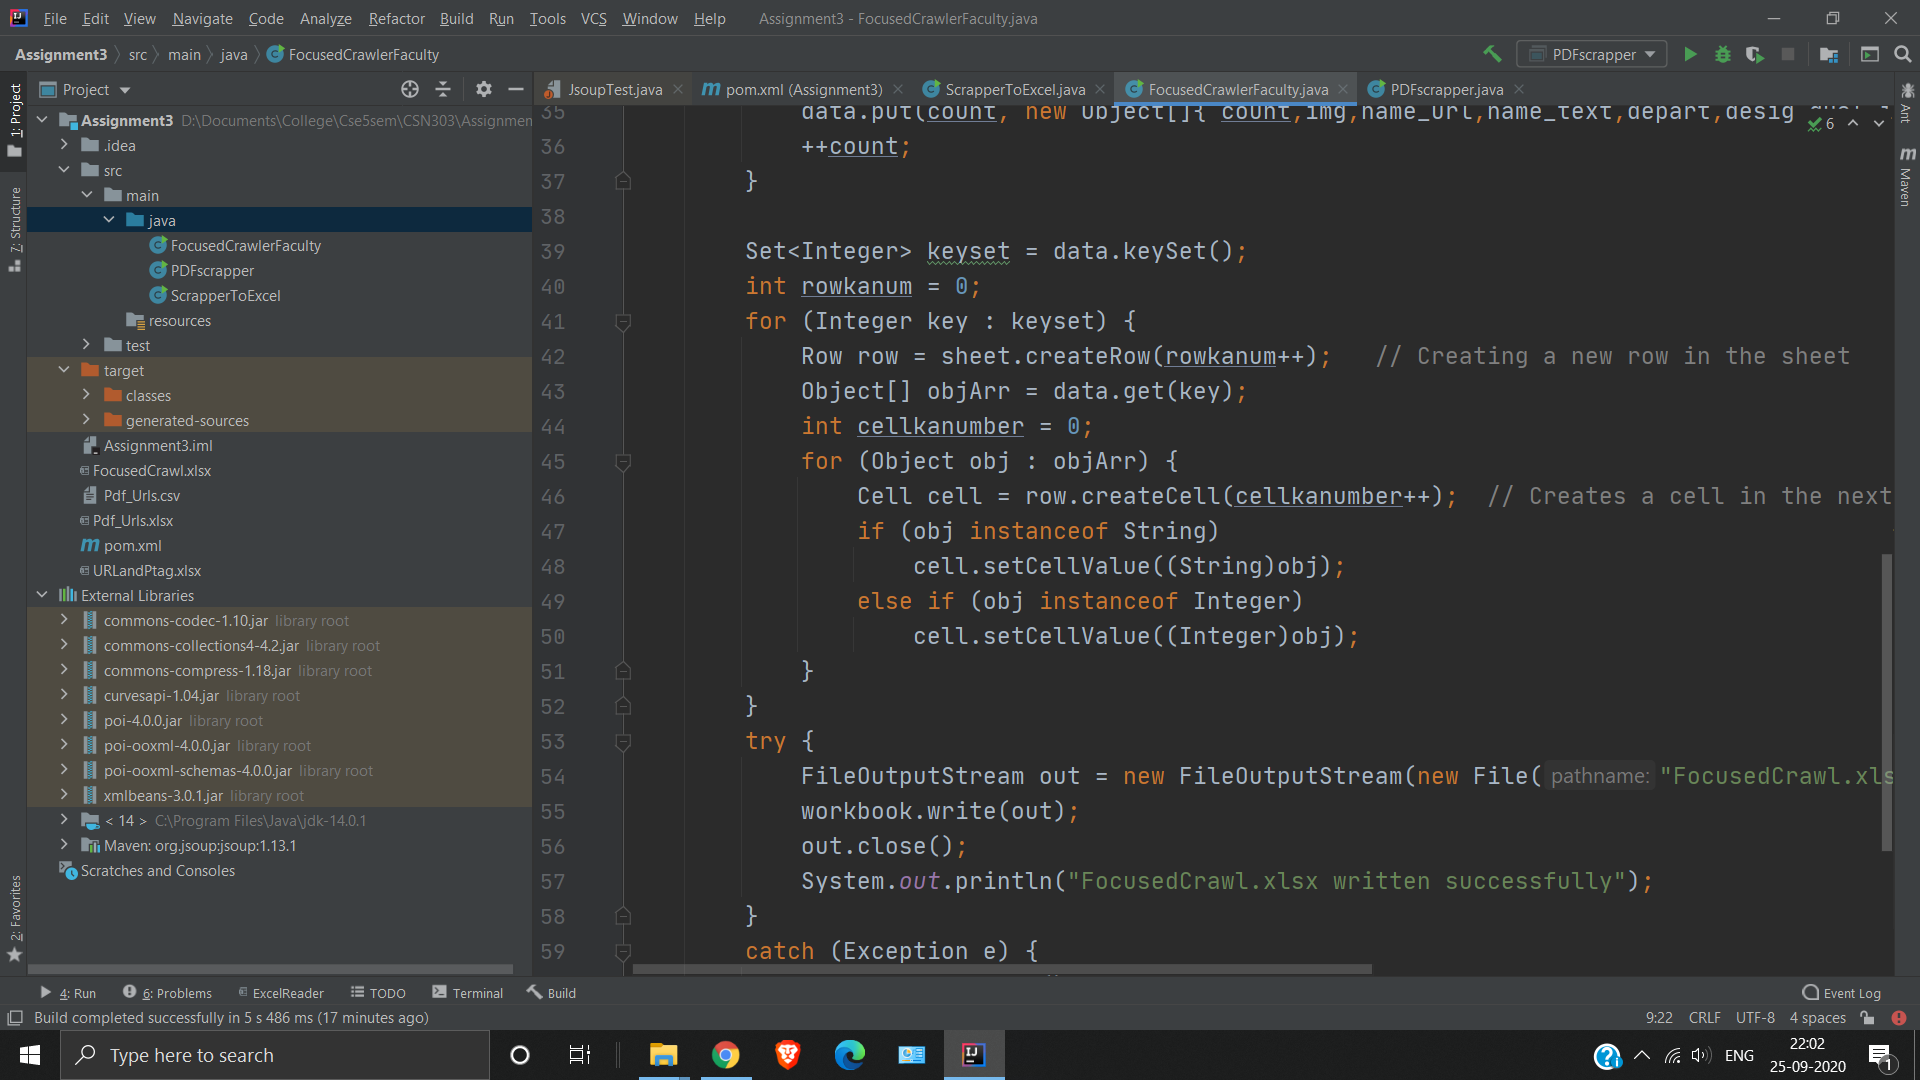 File Edit View Navigate Code Analyze Refactor Build Run Tools VCS Window Help Assignment3 - FocusedCrawlerFaculty.java
Assignment3 src main java FocusedCrawlerFaculty PDFscrapper
Project JsoupTest.java pom.xml (Assignment3) ScrapperToExcel.java FocusedCrawlerFaculty.java PDFscrapper.java
1: Project
7: Structure
2: Favorites
Ant
Maven
Assignment3 D:\Documents\College\Cse5sem\CSN303\Assignmen
.idea
src
main
java
FocusedCrawlerFaculty
PDFscrapper
ScrapperToExcel
resources
test
target
classes
generated-sources
Assignment3.iml
FocusedCrawl.xlsx
Pdf_Urls.csv
Pdf_Urls.xlsx
pom.xml
URLandPtag.xlsx
External Libraries
commons-codec-1.10.jar library root
commons-collections4-4.2.jar library root
commons-compress-1.18.jar library root
curvesapi-1.04.jar library root
poi-4.0.0.jar library root
poi-ooxml-4.0.0.jar library root
poi-ooxml-schemas-4.0.0.jar library root
xmlbeans-3.0.1.jar library root
< 14 > C:\Program Files\Java\jdk-14.0.1
Maven: org.jsoup:jsoup:1.13.1
Scratches and Consoles
6
35 data.put(count, new Object[]{ count,img,name_url,name_text,depart,desig
36 ++count;
37 }
38
39 Set<Integer> keyset = data.keySet();
40 int rowkanum = 0;
41 for (Integer key : keyset) {
42 Row row = sheet.createRow(rowkanum++); // Creating a new row in the sheet
43 Object[] objArr = data.get(key);
44 int cellkanumber = 0;
45 for (Object obj : objArr) {
46 Cell cell = row.createCell(cellkanumber++); // Creates a cell in the next
47 if (obj instanceof String)
48 cell.setCellValue((String)obj);
49 else if (obj instanceof Integer)
50 cell.setCellValue((Integer)obj);
51 }
52 }
53 try {
54 FileOutputStream out = new FileOutputStream(new File( pathname: "FocusedCrawl.xls
55 workbook.write(out);
56 out.close();
57 System.out.println("FocusedCrawl.xlsx written successfully");
58 }
59 catch (Exception e) {
4: Run 6: Problems ExcelReader TODO Terminal Build Event Log
Build completed successfully in 5 s 486 ms (17 minutes ago) 9:22 CRLF UTF-8 4 spaces
Type here to search ENG 22:02
25-09-2020 1